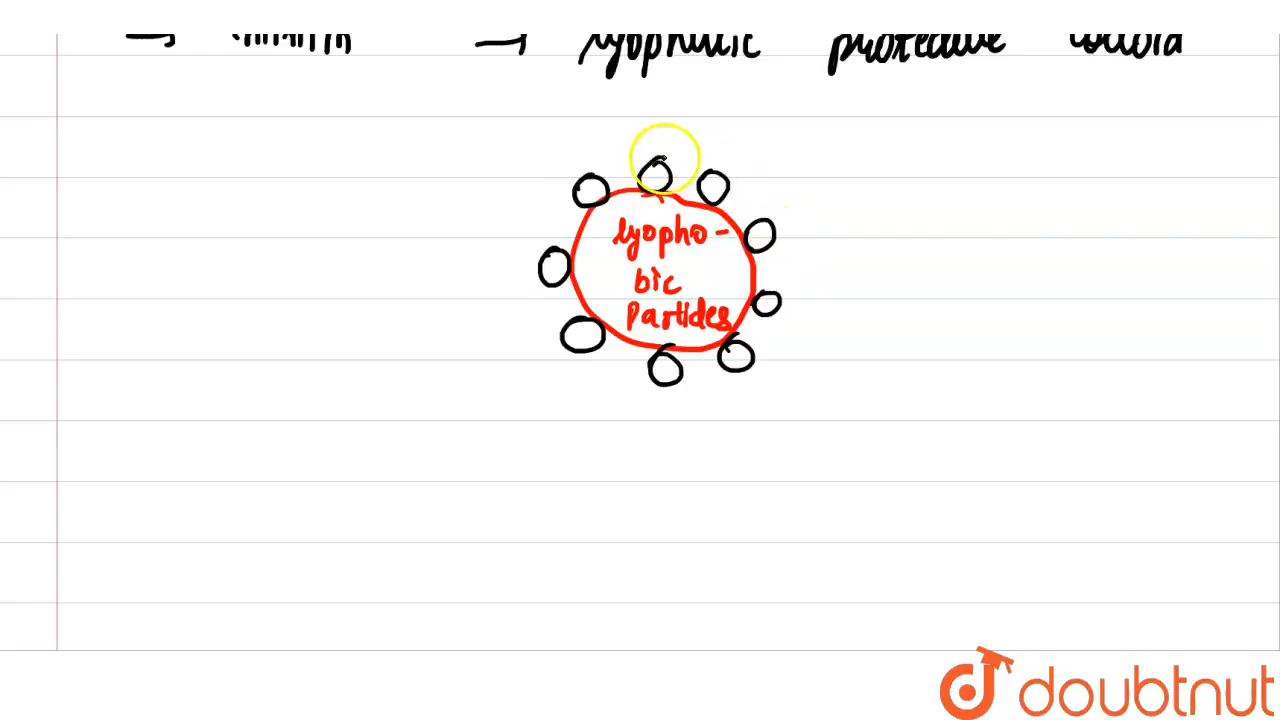 → → lyophilic protective colloid
lyopho -
bic
Particles
doubtnut